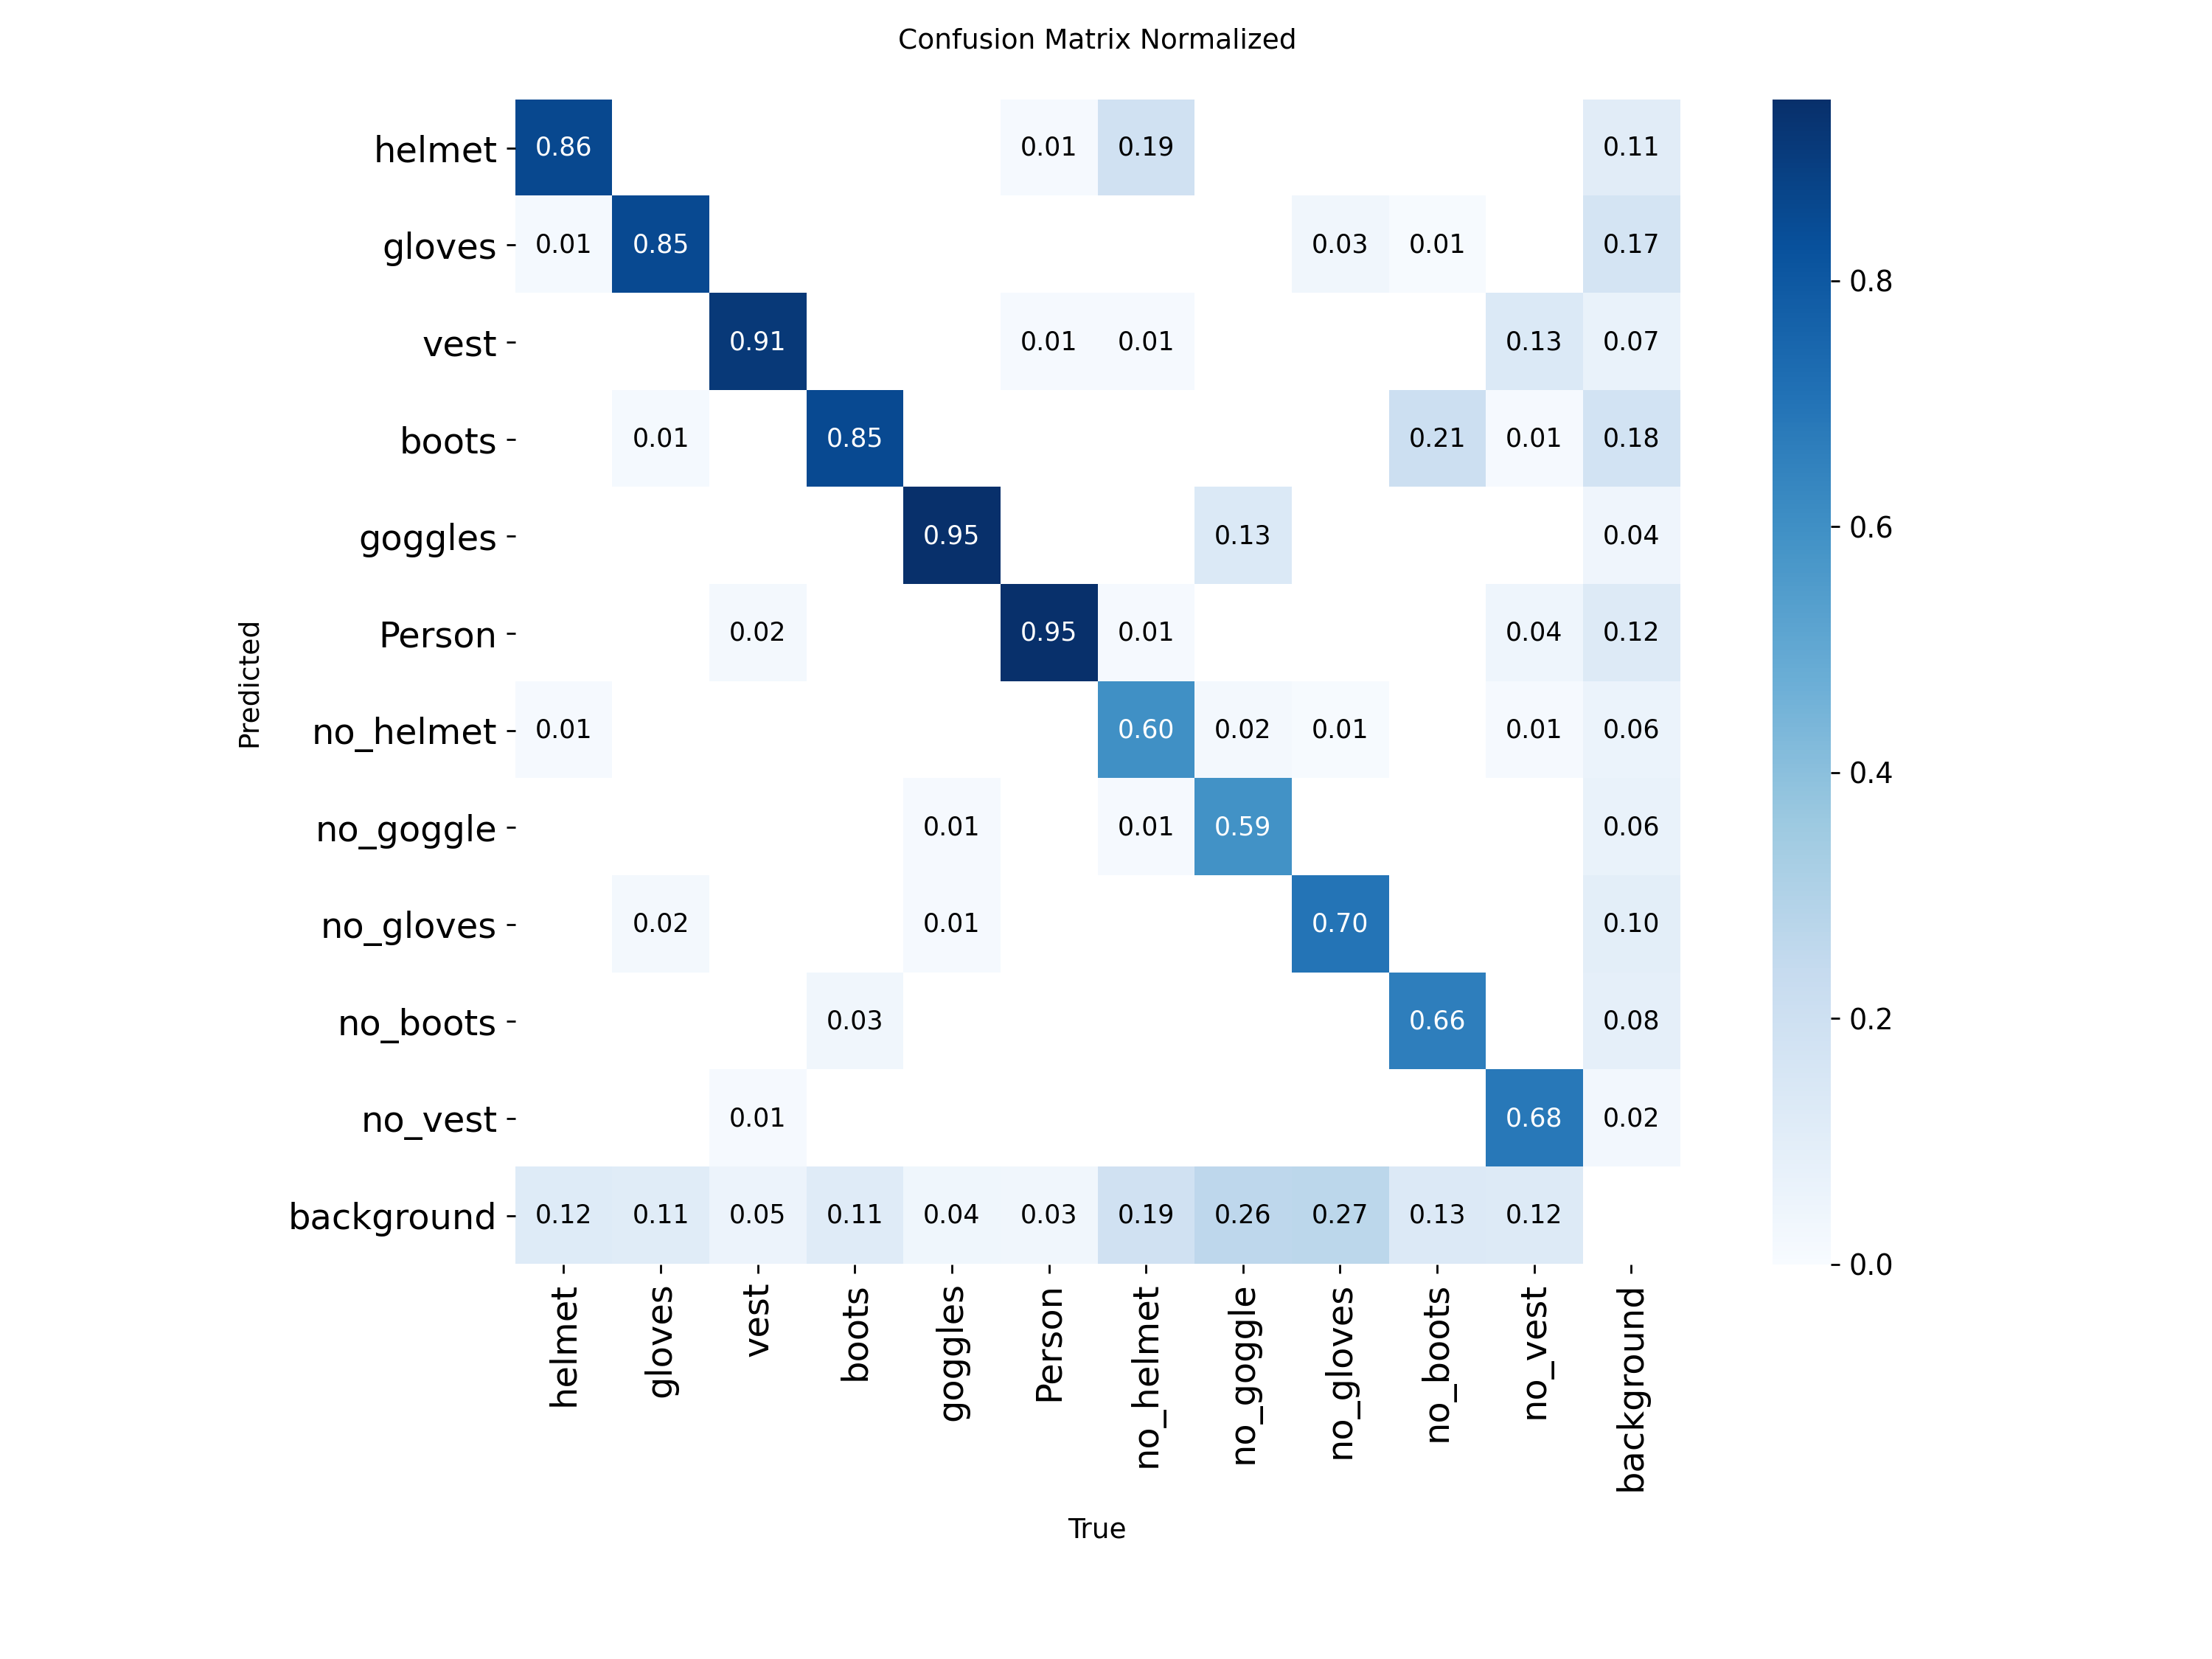 Confusion Matrix Normalized
helmet 0.86 0.01 0.19 0.11
gloves 0.01 0.85 0.03 0.01 0.17
vest 0.91 0.01 0.01 0.13 0.07
boots 0.01 0.85 0.21 0.01 0.18
goggles 0.95 0.13 0.04
Person 0.02 0.95 0.01 0.04 0.12
no_helmet 0.01 0.60 0.02 0.01 0.01 0.06
no_goggle 0.01 0.01 0.59 0.06
no_gloves 0.02 0.01 0.70 0.10
no_boots 0.03 0.66 0.08
no_vest 0.01 0.68 0.02
background 0.12 0.11 0.05 0.11 0.04 0.03 0.19 0.26 0.27 0.13 0.12
Predicted
helmet
gloves
vest
boots
goggles
Person
no_helmet
no_goggle
no_gloves
no_boots
no_vest
background
True
0.8
0.6
0.4
0.2
0.0